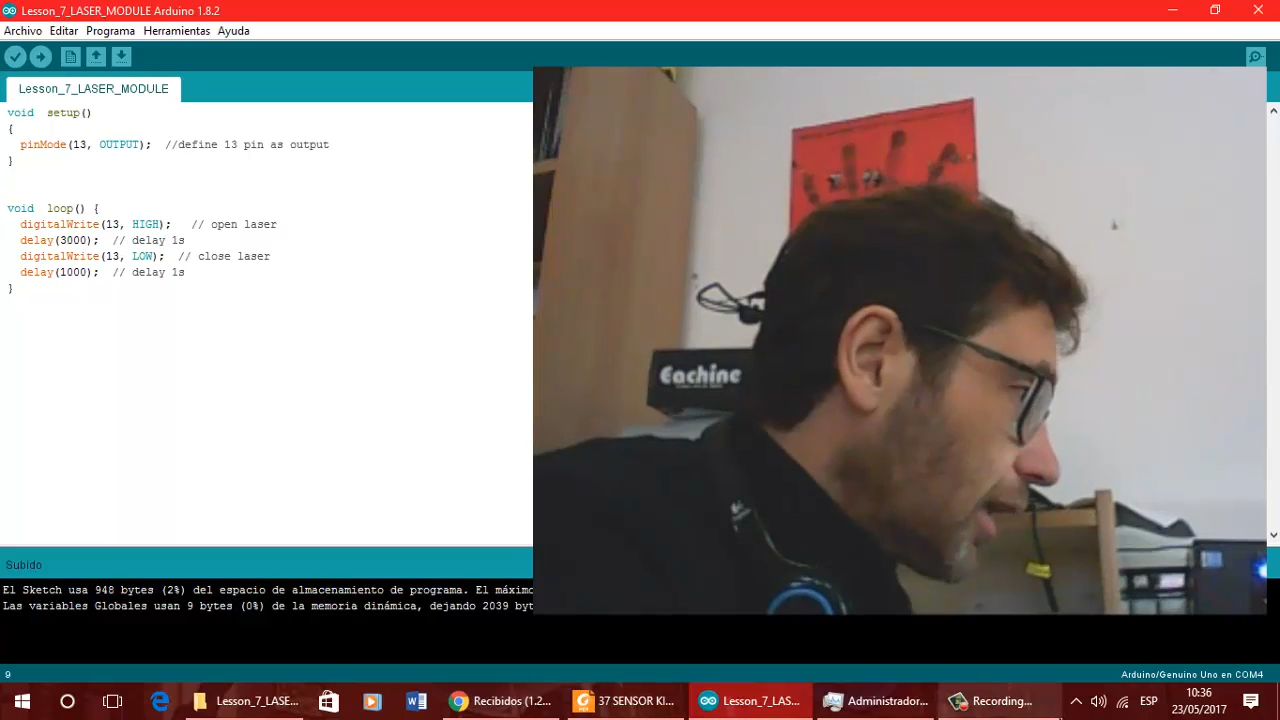 Lesson_7_LASER_MODULE Arduino 1.8.2
Archivo Editar Programa Herramientas Ayuda
Lesson_7_LASER_MODULE
void setup()
{
pinMode(13, OUTPUT); //define 13 pin as output
}
void loop() {
digitalWrite(13, HIGH); // open laser
delay(3000); // delay 1s
digitalWrite(13, LOW); // close laser
delay(1000); // delay 1s
}
Eachine
Subido
El Sketch usa 948 bytes (2%) del espacio de almacenamiento de programa. El máximo
Las variables Globales usan 9 bytes (0%) de la memoria dinámica, dejando 2039 byt
9
Arduino/Genuino Uno en COM4
Lesson_7_LASE...
Recibidos (1.2...
37 SENSOR KI...
Lesson_7_LAS...
Administrador...
Recording...
ESP
10:36
23/05/2017